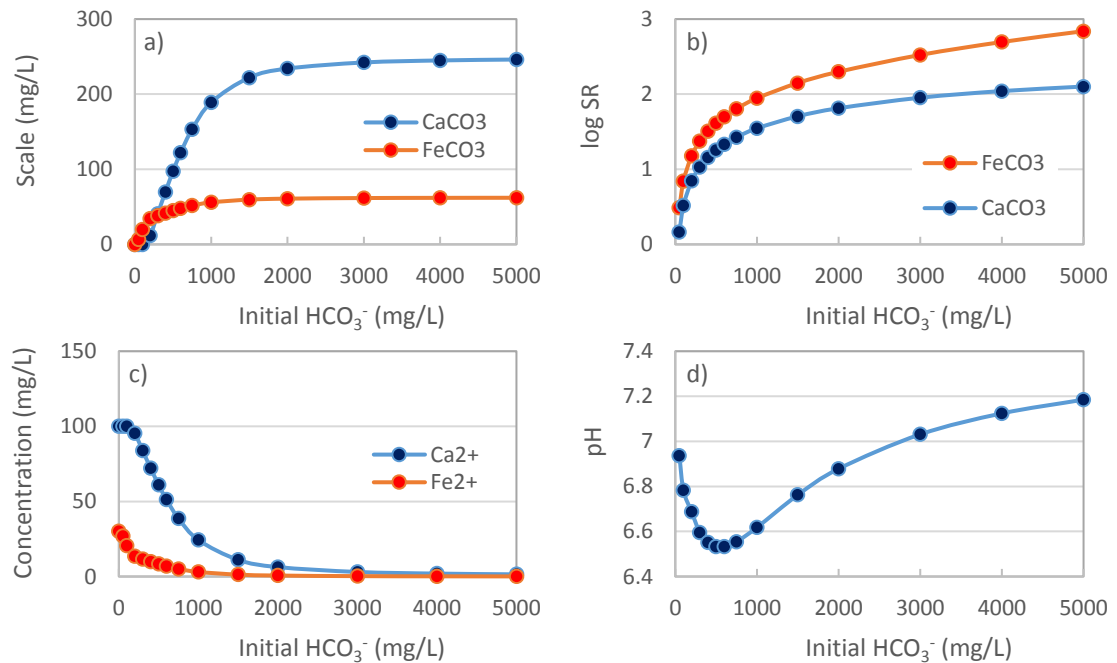 a)
Scale (mg/L)
300
200
100
0
CaCO3
FeCO3
0 1000 2000 3000 4000 5000
Initial HCO₃⁻ (mg/L)
b)
log SR
3
2
1
0
FeCO3
CaCO3
0 1000 2000 3000 4000 5000
Initial HCO₃⁻ (mg/L)
c)
Concentration (mg/L)
150
100
50
0
Ca2+
Fe2+
0 1000 2000 3000 4000 5000
Initial HCO₃⁻ (mg/L)
d)
pH
7.4
7.2
7
6.8
6.6
6.4
0 1000 2000 3000 4000 5000
Initial HCO₃⁻ (mg/L)